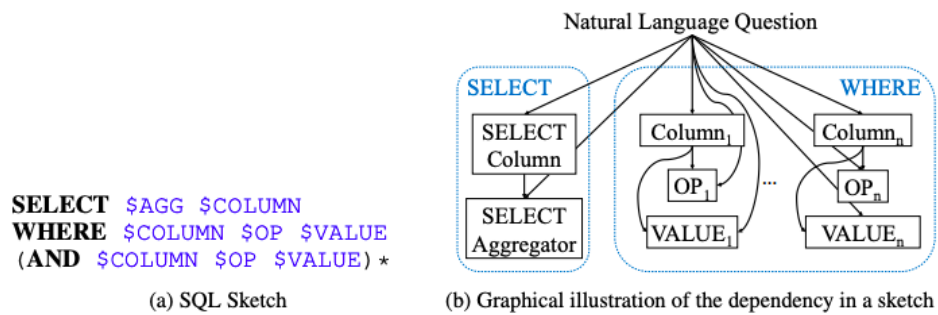 SELECT $AGG $COLUMN
WHERE $COLUMN $OP $VALUE
(AND $COLUMN $OP $VALUE)*
(a) SQL Sketch
Natural Language Question
SELECT
WHERE
SELECT
Column
SELECT
Aggregator
Column1
OP1
VALUE1
...
Columnn
OPn
VALUEn
(b) Graphical illustration of the dependency in a sketch